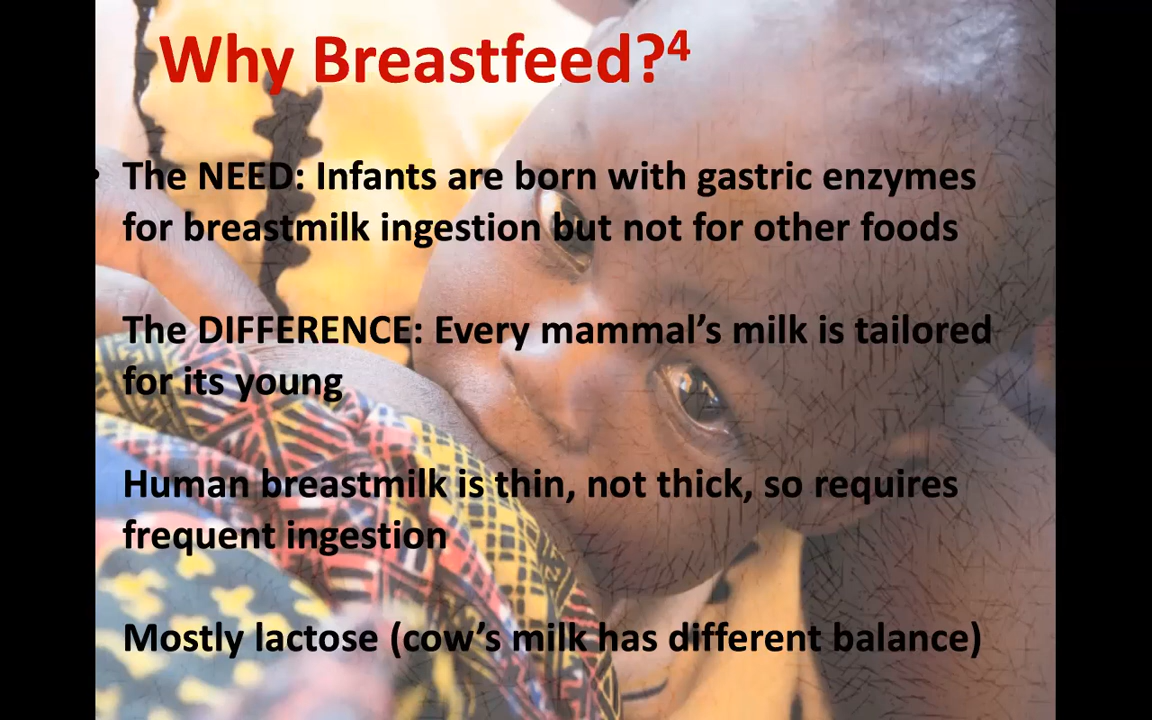 Why Breastfeed?⁴
• The NEED: Infants are born with gastric enzymes
for breastmilk ingestion but not for other foods
The DIFFERENCE: Every mammal’s milk is tailored
for its young
Human breastmilk is thin, not thick, so requires
frequent ingestion
Mostly lactose (cow’s milk has different balance)